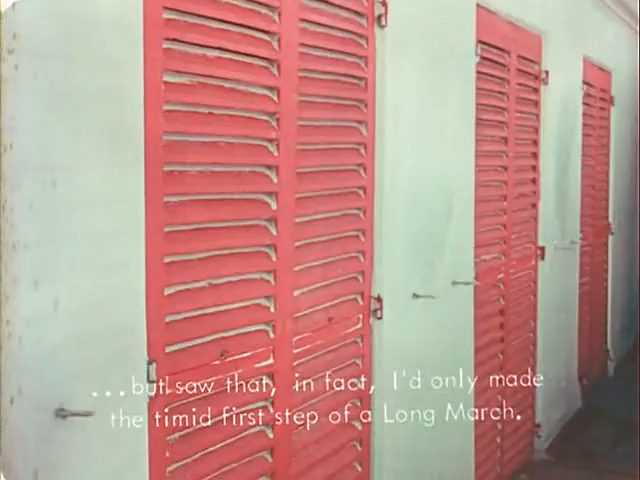 ...but I saw that, in fact, I'd only made
the timid first step of a Long March.